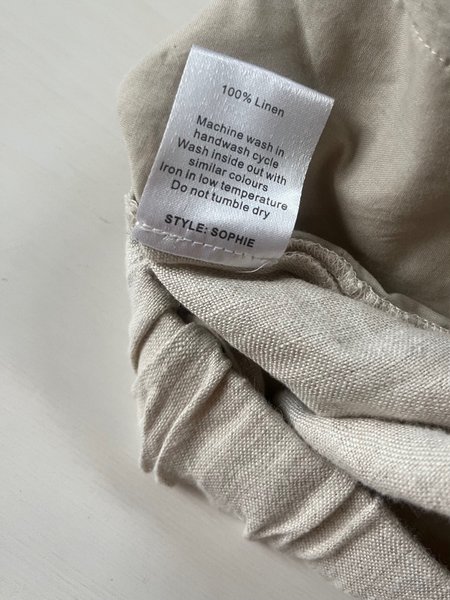 100% Linen
Machine wash in
handwash cycle
Wash inside out with
similar colours
Iron in low temperature
Do not tumble dry
STYLE: SOPHIE